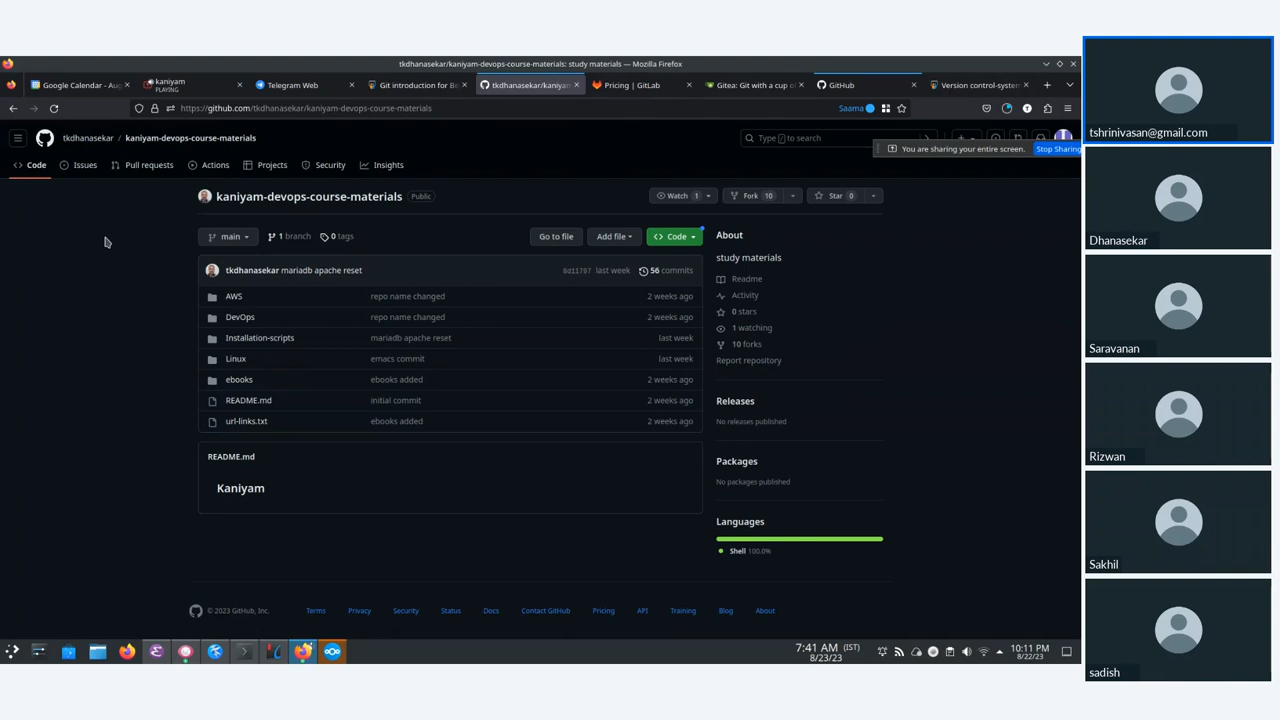 tkdhanasekar/kaniyam-devops-course-materials: study materials — Mozilla Firefox
Google Calendar - Aug
kaniyam
PLAYING
Telegram Web
Git introduction for Be
tkdhanasekar/kaniyam
Pricing | GitLab
Gitea: Git with a cup o
GitHub
Version control-system
https://github.com/tkdhanasekar/kaniyam-devops-course-materials
Saama
tkdhanasekar / kaniyam-devops-course-materials
Type / to search
You are sharing your entire screen.
Stop Sharing
Code
Issues
Pull requests
Actions
Projects
Security
Insights
kaniyam-devops-course-materials
Public
Watch 1
Fork 10
Star 0
main
1 branch
0 tags
Go to file
Add file
Code
tkdhanasekar mariadb apache reset
last week
56 commits
AWS repo name changed 2 weeks ago
DevOps repo name changed 2 weeks ago
Installation-scripts mariadb apache reset last week
Linux emacs commit last week
ebooks ebooks added 2 weeks ago
README.md initial commit 2 weeks ago
url-links.txt ebooks added 2 weeks ago
README.md
Kaniyam
About
study materials
Readme
Activity
0 stars
1 watching
10 forks
Report repository
Releases
No releases published
Packages
No packages published
Languages
Shell 100.0%
© 2023 GitHub, Inc.
Terms
Privacy
Security
Status
Docs
Contact GitHub
Pricing
API
Training
Blog
About
7:41 AM (IST)
8/23/23
10:11 PM
8/22/23
tshrinivasan@gmail.com
Dhanasekar
Saravanan
Rizwan
Sakhil
sadish